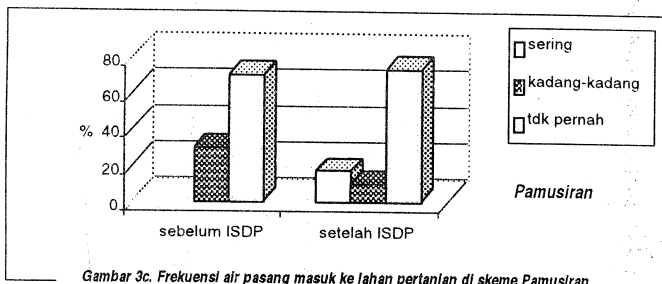 80
60
% 40
20
0
sebelum ISDP
setelah ISDP
sering
kadang-kadang
tdk pernah
Pamusiran
Gambar 3c. Frekuensi air pasang masuk ke lahan pertanian di skeme Pamusiran